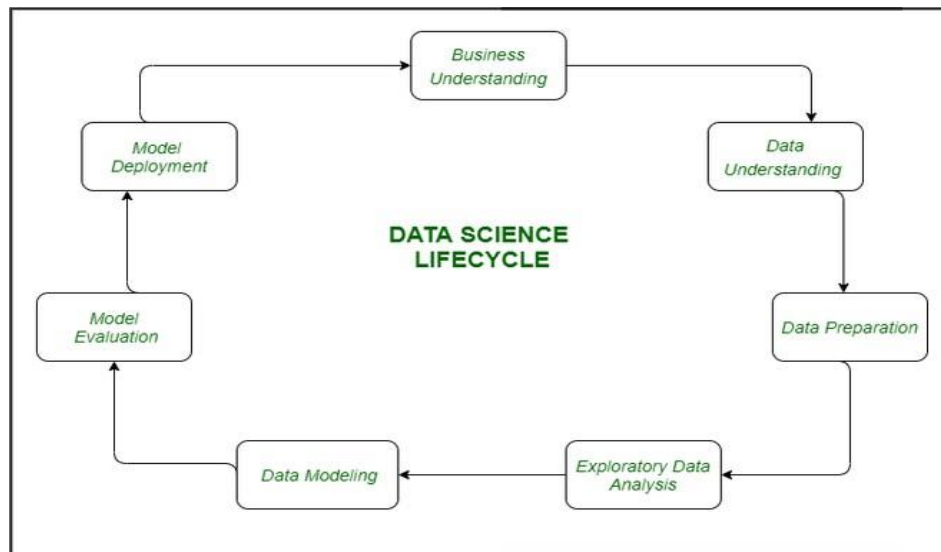 Business
Understanding
Data
Understanding
Data Preparation
Exploratory Data
Analysis
Data Modeling
Model
Evaluation
Model
Deployment
DATA SCIENCE
LIFECYCLE